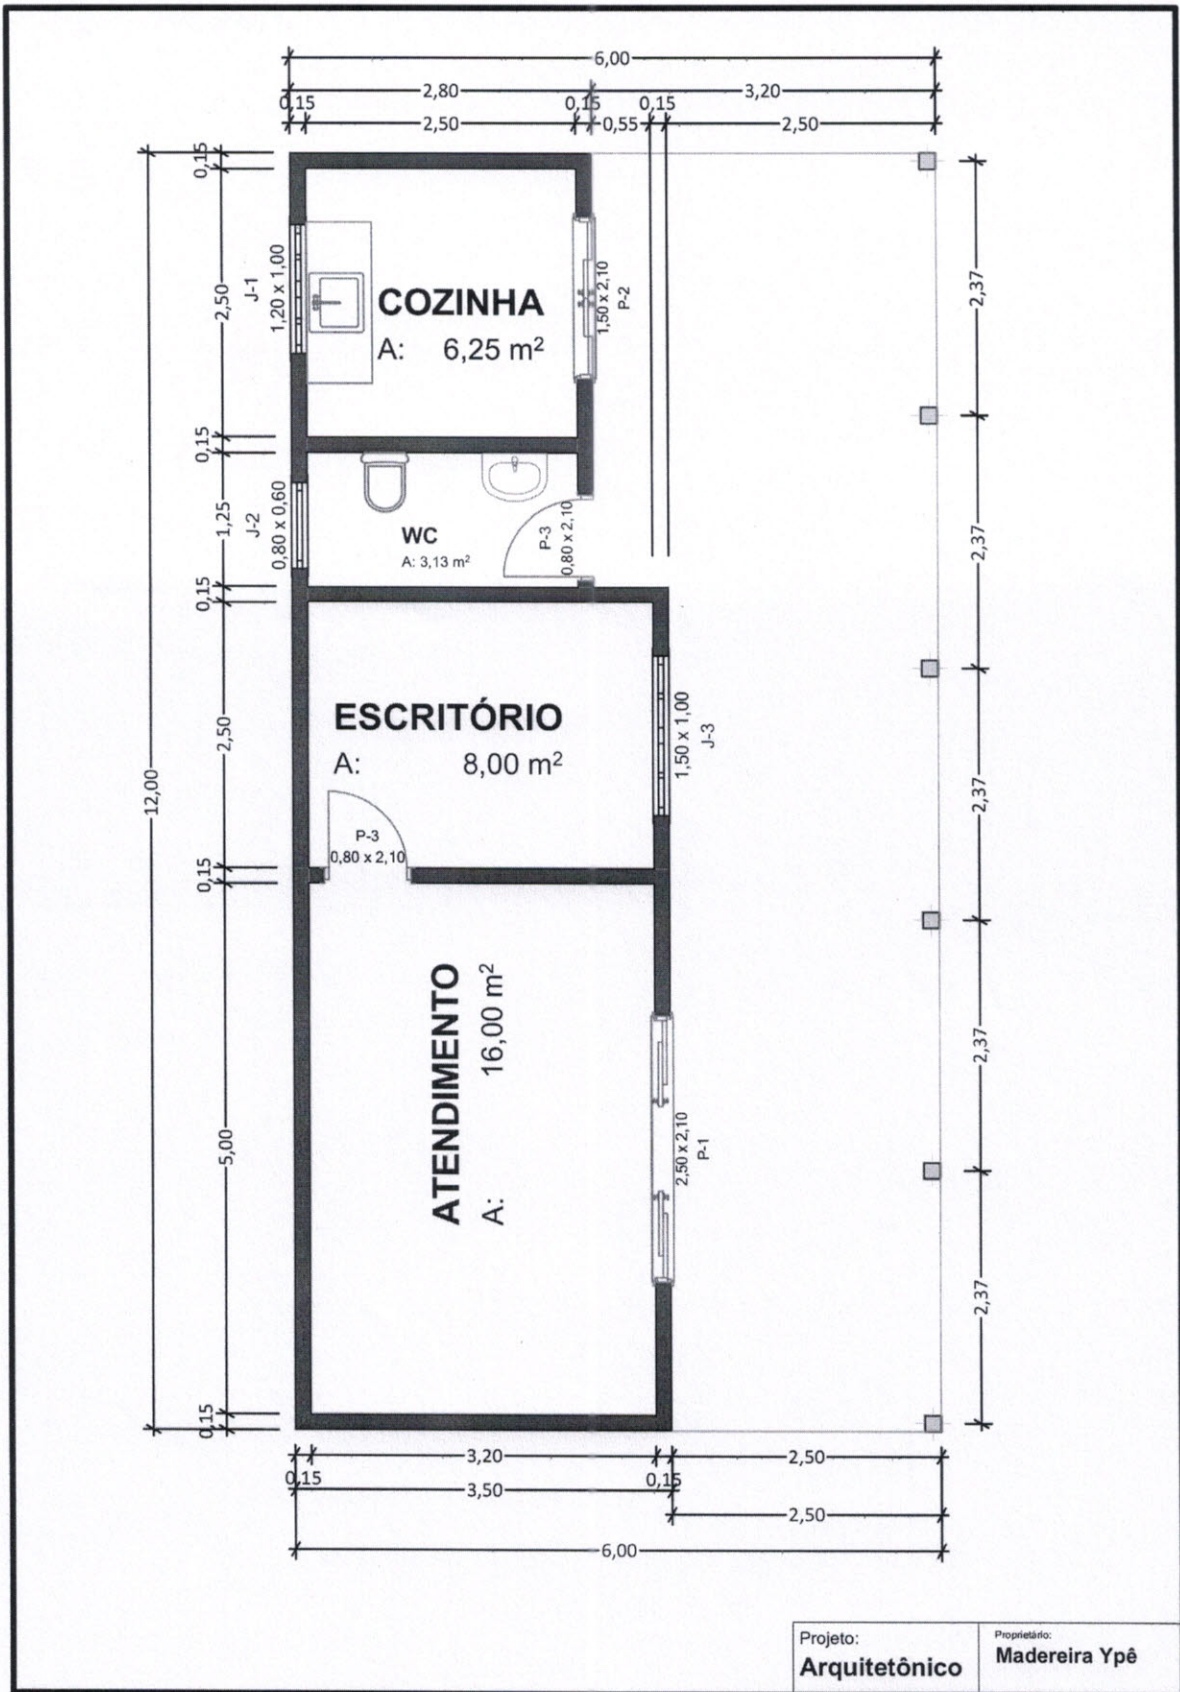 6,00
2,80
3,20
0,15
0,15
0,15
2,50
0,55
2,50
0,15
2,50
0,15
1,25
0,15
2,50
0,15
5,00
0,15
12,00
J-1
1,20 x 1,00
COZINHA
A: 6,25 m²
1,50 x 2,10
P-2
J-2
0,80 x 0,60
WC
A: 3,13 m²
P-3
0,80 x 2,10
ESCRITÓRIO
A: 8,00 m²
1,50 x 1,00
J-3
P-3
0,80 x 2,10
ATENDIMENTO
A: 16,00 m²
2,50 x 2,10
P-1
2,37
2,37
2,37
2,37
2,37
3,20
2,50
0,15
3,50
0,15
2,50
6,00
Projeto:
Arquitetônico
Proprietário:
Madereira Ypê